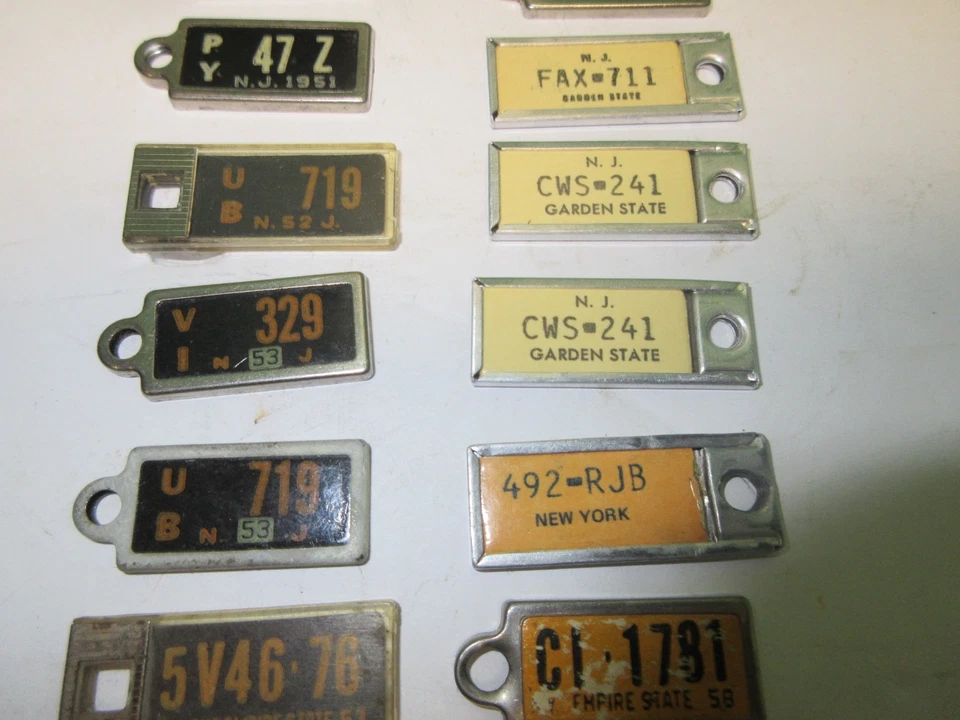 P 47 Z
Y
N.J. 1951
U 719
B
N. 52 J.
V 329
I N 53 J
U 719
B N. 53 J
5V46·76
N. J.
FAX-711
GARDEN STATE
N. J.
CWS-241
GARDEN STATE
N. J.
CWS-241
GARDEN STATE
492-RJB
NEW YORK
1781
EMPIRE STATE 58